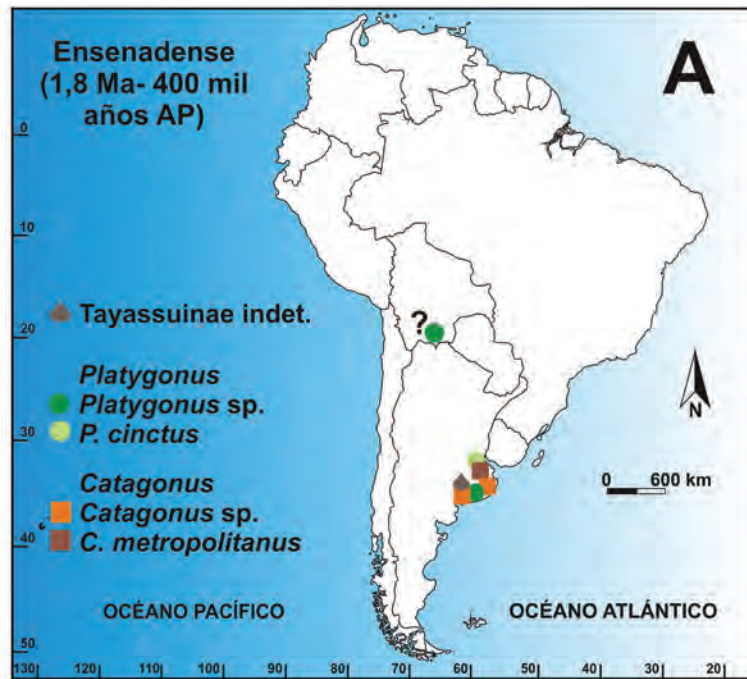 Ensenadense
(1,8 Ma- 400 mil
años AP)
A
0
10
20
30
40
50
Tayassuinae indet.
?
Platygonus
Platygonus sp.
P. cinctus
Catagonus
Catagonus sp.
C. metropolitanus
N
0 600 km
OCÉANO PACÍFICO
OCÉANO ATLÁNTICO
130 120 110 100 90 80 70 60 50 40 30 20